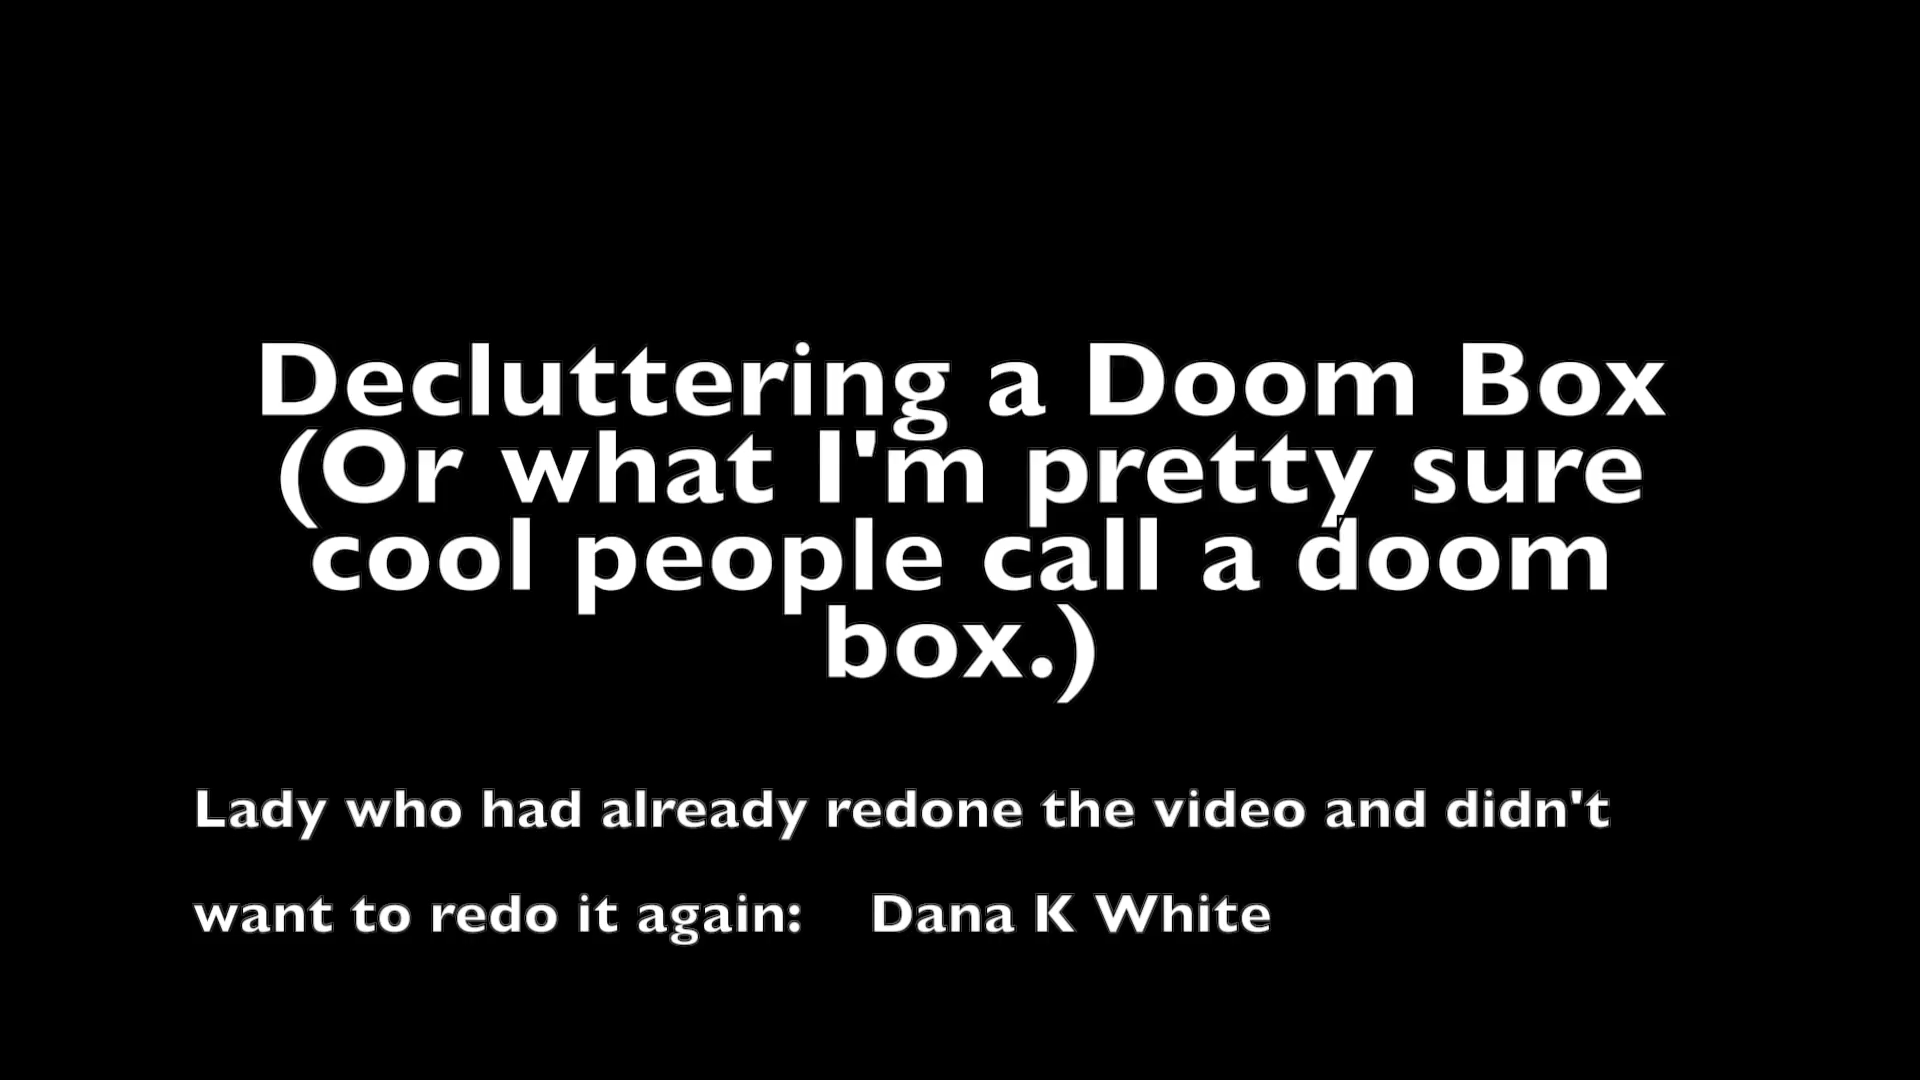 Decluttering a Doom Box
(Or what I'm pretty sure
cool people call a doom
box.)
Lady who had already redone the video and didn't
want to redo it again: Dana K White